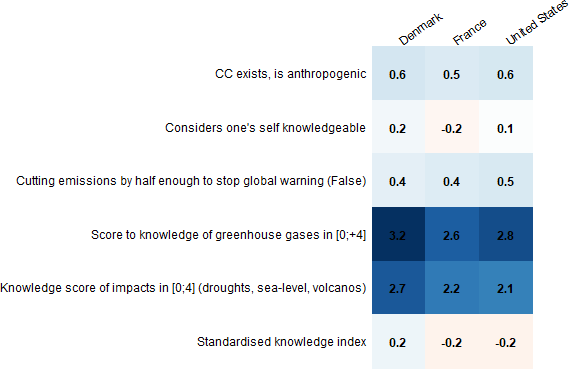 Denmark France United States
CC exists, is anthropogenic 0.6 0.5 0.6
Considers one's self knowledgeable 0.2 -0.2 0.1
Cutting emissions by half enough to stop global warning (False) 0.4 0.4 0.5
Score to knowledge of greenhouse gases in [0;+4] 3.2 2.6 2.8
Knowledge score of impacts in [0;4] (droughts, sea-level, volcanos) 2.7 2.2 2.1
Standardised knowledge index 0.2 -0.2 -0.2